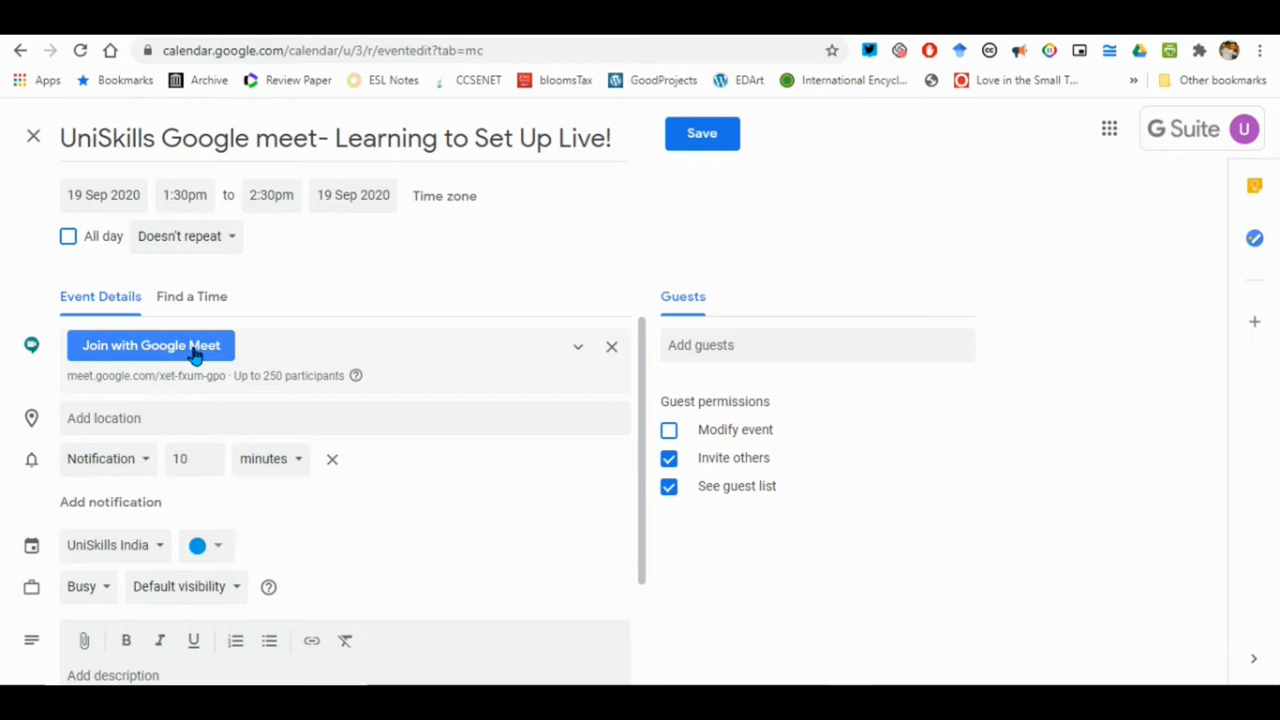 calendar.google.com/calendar/u/3/r/eventedit?tab=mc
Apps Bookmarks Archive Review Paper ESL Notes CCSENET bloomsTax GoodProjects EDArt International Encycl... Love in the Small T... » Other bookmarks
UniSkills Google meet- Learning to Set Up Live!
Save
G Suite U
19 Sep 2020 1:30pm to 2:30pm 19 Sep 2020 Time zone
All day Doesn't repeat
Event Details Find a Time
Guests
Join with Google Meet
Add guests
meet.google.com/xet-fxum-gpo · Up to 250 participants
Guest permissions
Add location
Modify event
Notification 10 minutes
Invite others
See guest list
Add notification
UniSkills India
Busy Default visibility
B I U
Add description